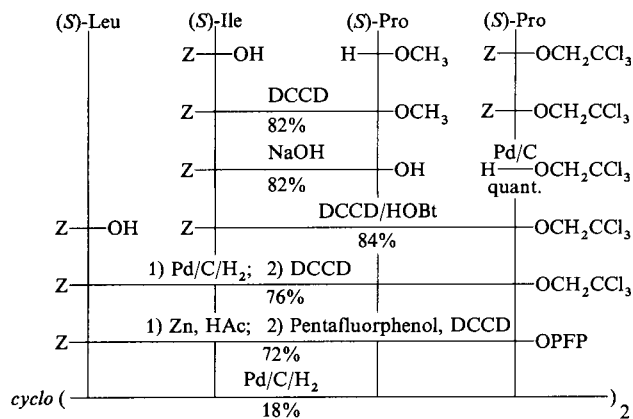 (S)-Leu (S)-Ile (S)-Pro (S)-Pro
Z OH H OCH₃ Z OCH₂CCl₃
Z DCCD OCH₃ Z OCH₂CCl₃
82%
Z NaOH OH H Pd/C OCH₂CCl₃
82% quant.
Z OH Z DCCD/HOBt OCH₂CCl₃
84%
Z 1) Pd/C/H₂; 2) DCCD OCH₂CCl₃
76%
Z 1) Zn, HAc; 2) Pentafluorphenol, DCCD OPFP
72%
Pd/C/H₂
cyclo ( )₂
18%